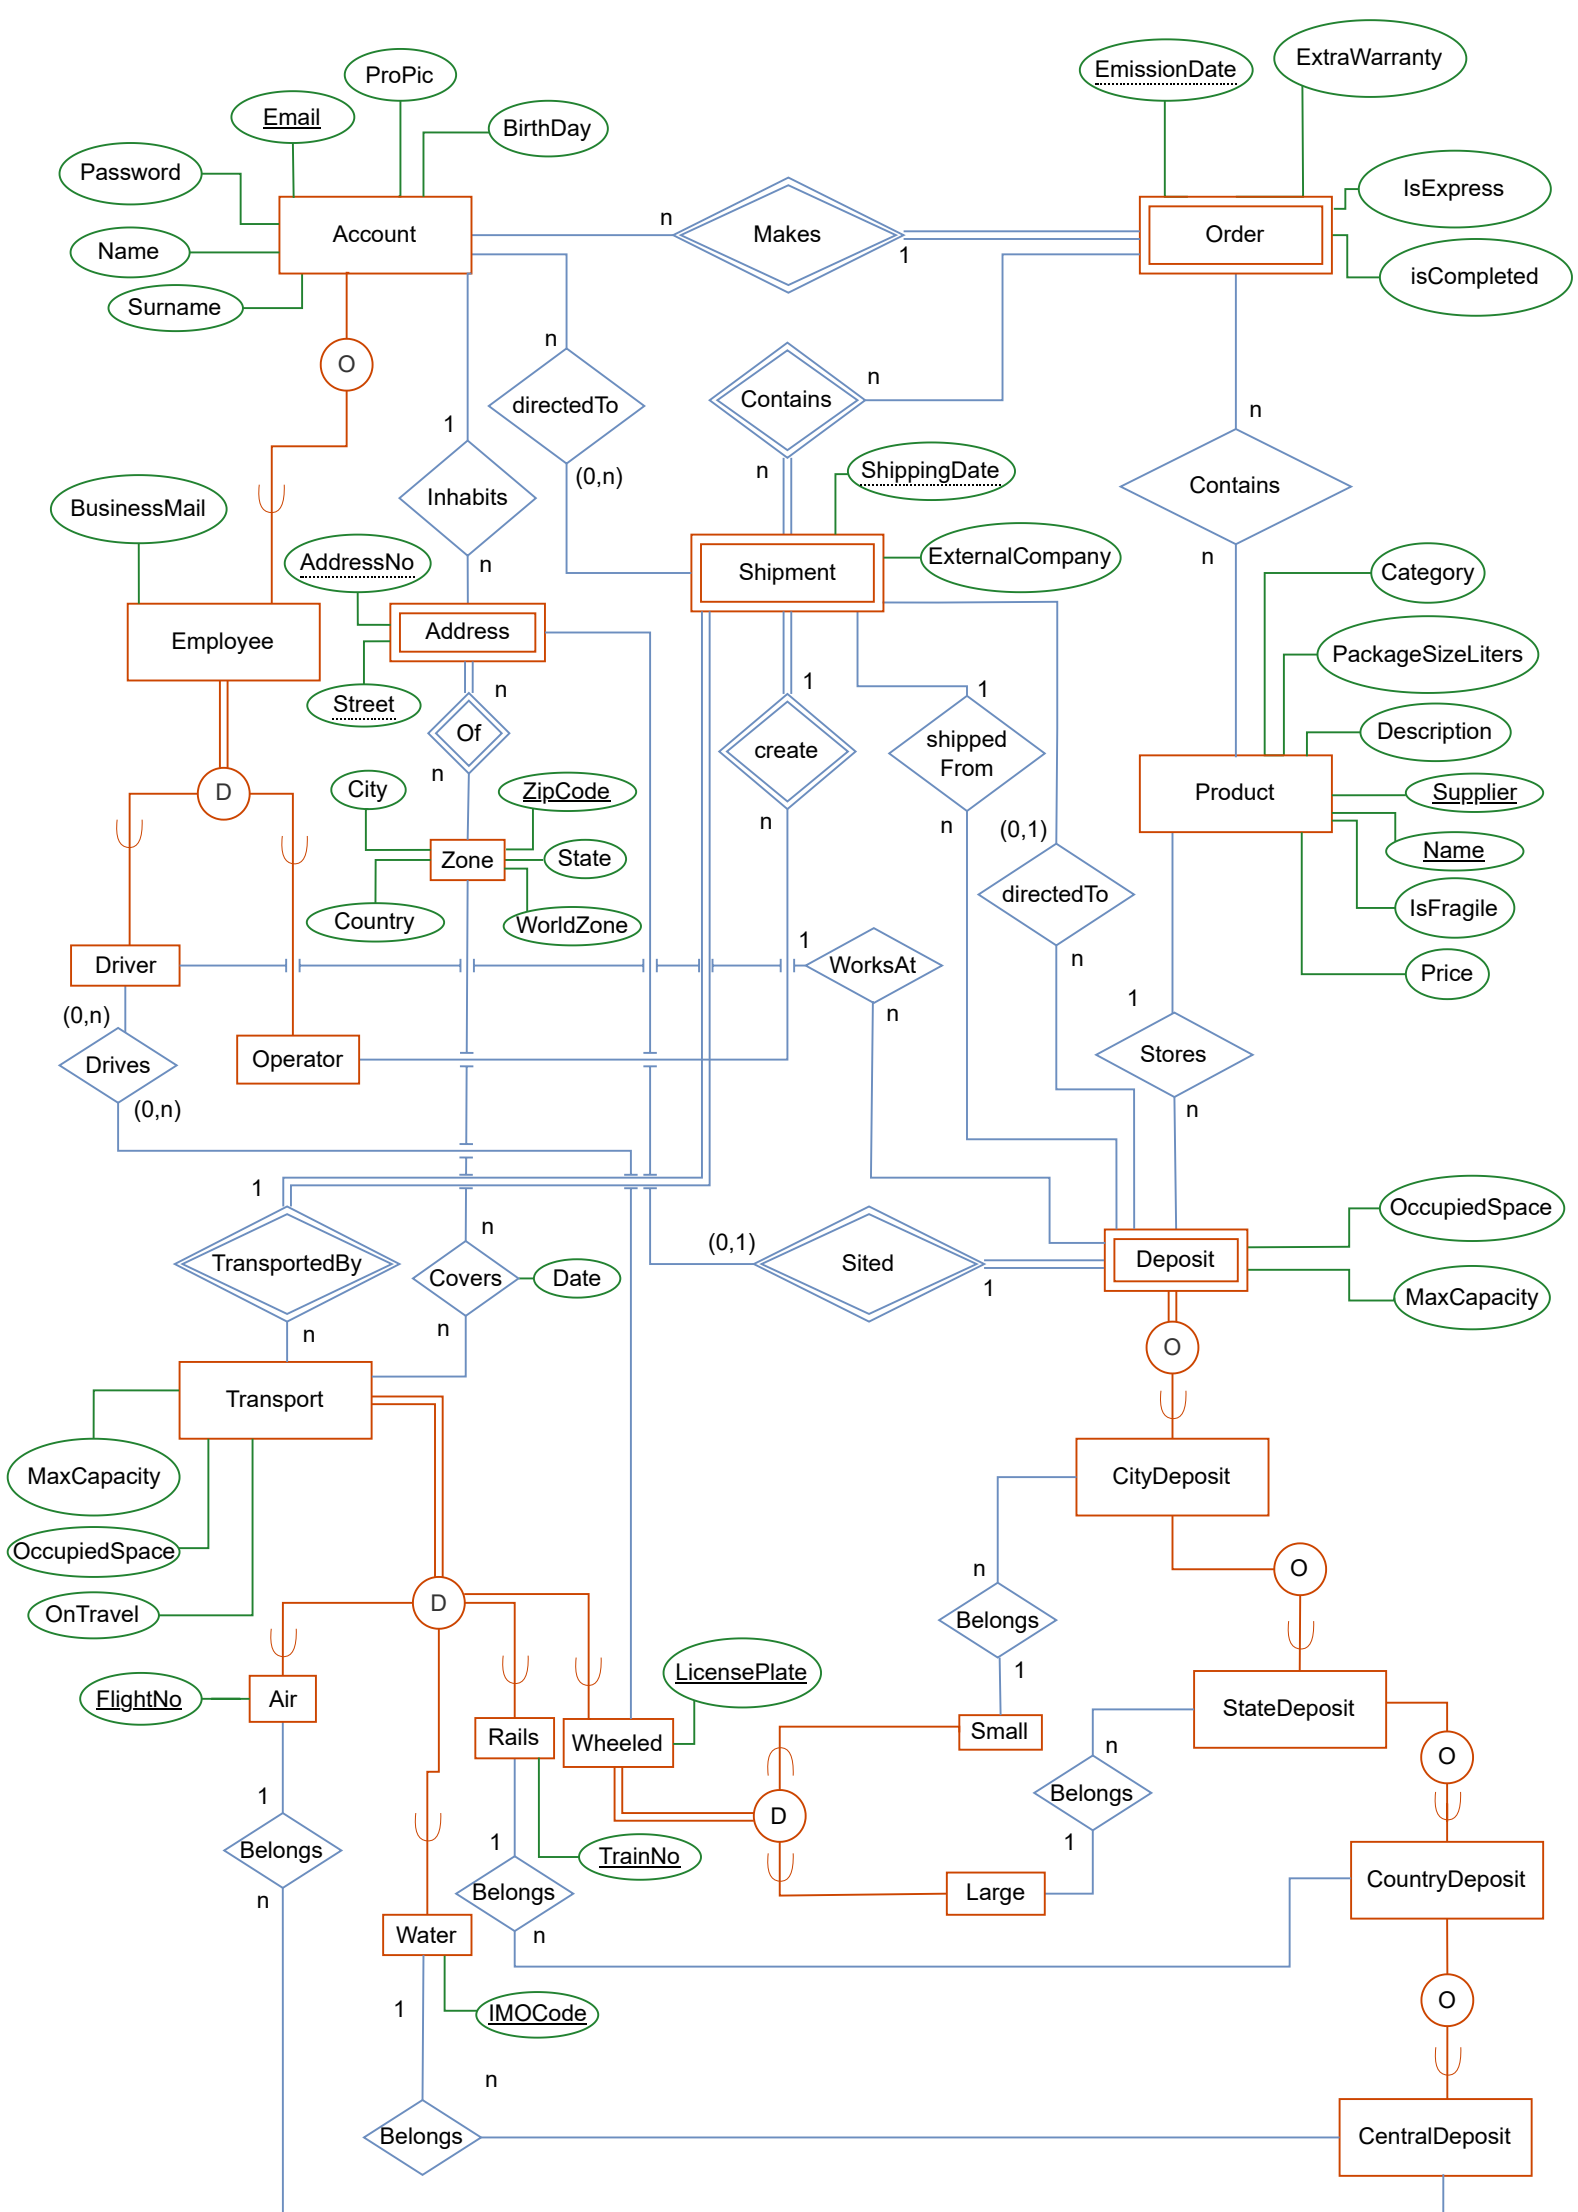 ExtraWarranty
EmissionDate
ProPic
Email
BirthDay
Password
IsExpress
n
Account
Makes
Order
1
Name
isCompleted
Surname
n
O
n
directedTo
Contains
n
1
(0,n)
n
ShippingDate
Contains
Inhabits
BusinessMail
n
AddressNo
ExternalCompany
n
Shipment
Category
Address
Employee
PackageSizeLiters
n
1
1
Street
Of
shipped
From
create
Description
n
City
ZipCode
D
Product
Supplier
n
n
(0,1)
Name
Zone
State
directedTo
IsFragile
Country
WorldZone
1
n
Driver
WorksAt
Price
1
(0,n)
n
Stores
Operator
Drives
(0,n)
n
1
OccupiedSpace
n
(0,1)
TransportedBy
Covers
Date
Sited
Deposit
1
MaxCapacity
n
n
O
Transport
MaxCapacity
CityDeposit
OccupiedSpace
n
O
D
OnTravel
Belongs
1
LicensePlate
FlightNo
Air
StateDeposit
Small
Rails
Wheeled
n
O
1
Belongs
D
1
1
Belongs
TrainNo
CountryDeposit
Belongs
Large
n
Water
n
O
1
IMOCode
n
Belongs
CentralDeposit